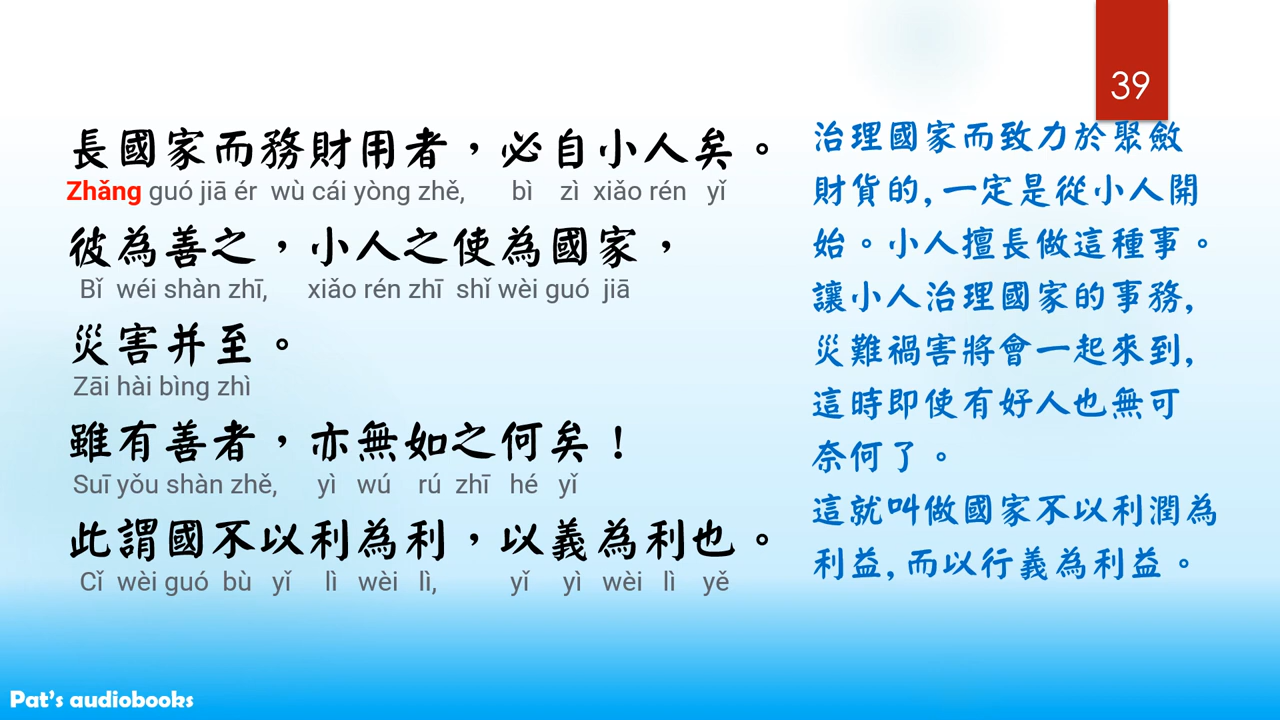 39
長國家而務財用者，必自小人矣。
Zhǎng guó jiā ér wù cái yòng zhě, bì zì xiǎo rén yǐ
彼為善之，小人之使為國家，
Bǐ wéi shàn zhī, xiǎo rén zhī shǐ wèi guó jiā
災害并至。
Zāi hài bìng zhì
雖有善者，亦無如之何矣！
Suī yǒu shàn zhě, yì wú rú zhī hé yǐ
此謂國不以利為利，以義為利也。
Cǐ wèi guó bù yǐ lì wèi lì, yǐ yì wèi lì yě
治理國家而致力於聚斂
財貨的,一定是從小人開
始。小人擅長做這種事。
讓小人治理國家的事務,
災難禍害將會一起來到,
這時即使有好人也無可
奈何了。
這就叫做國家不以利潤為
利益,而以行義為利益。
Pat's audiobooks